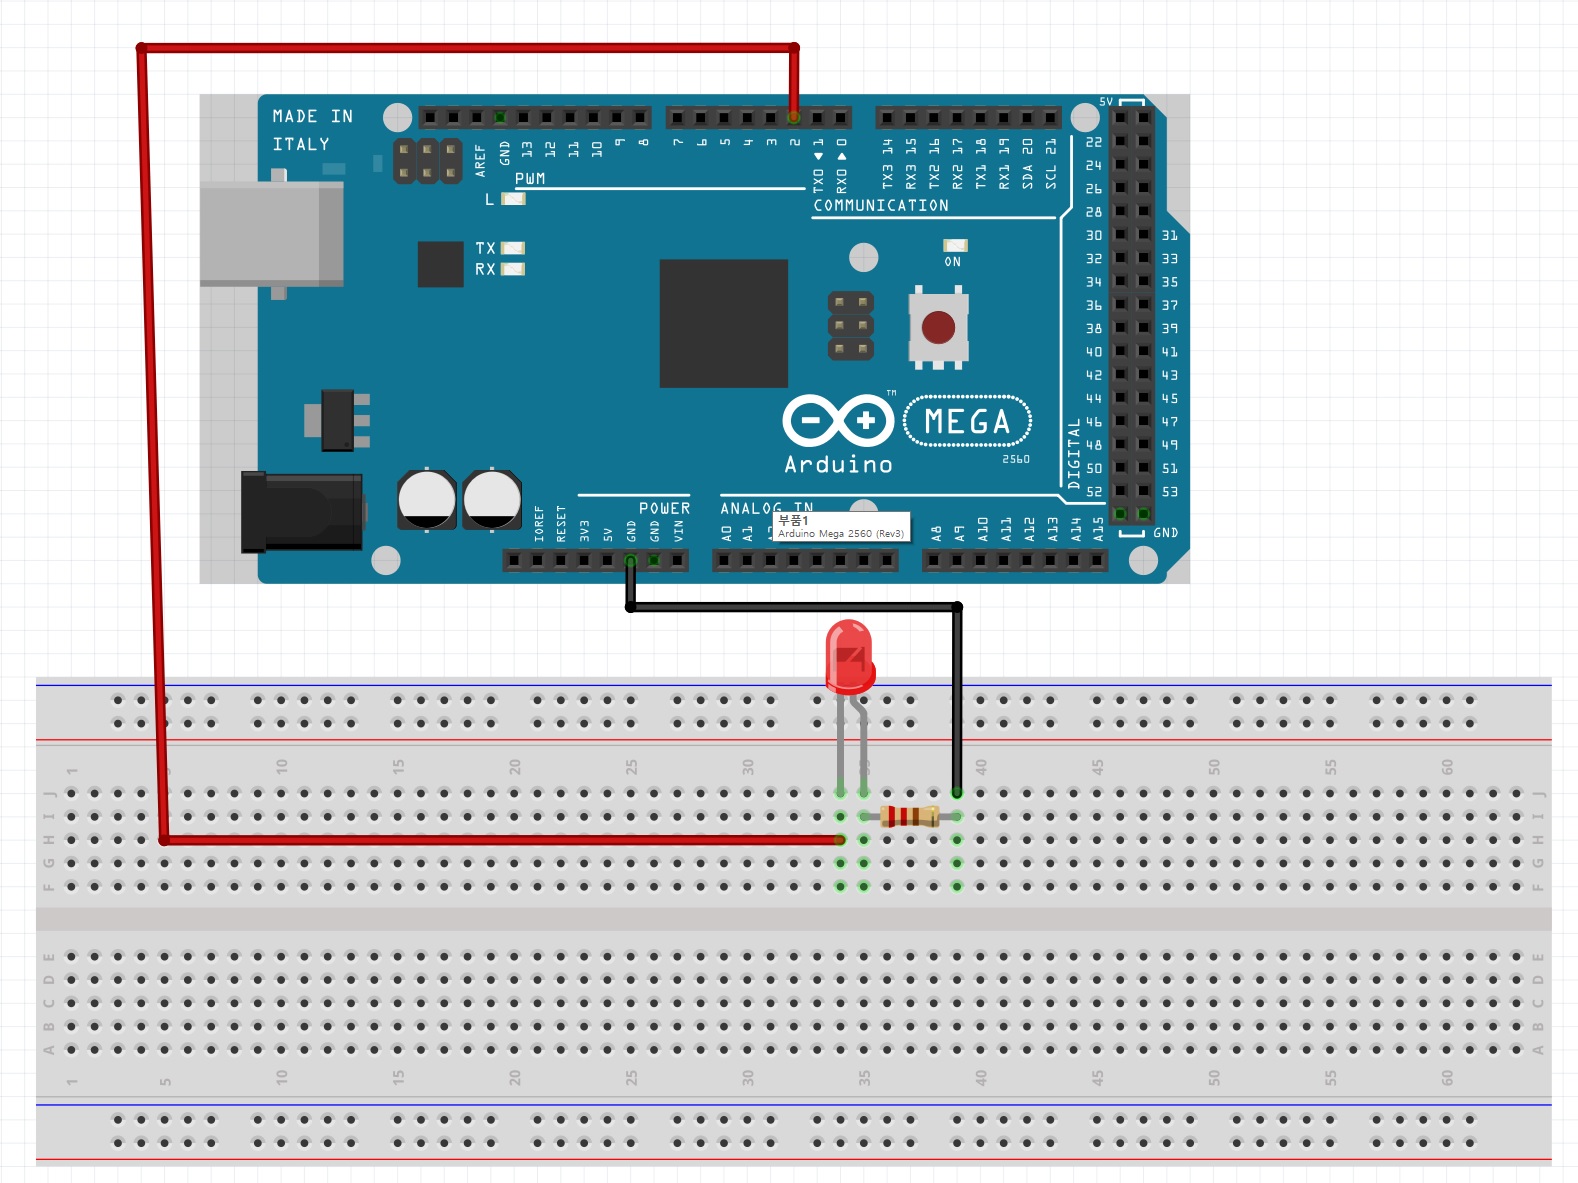 MADE IN
ITALY
AREF
GND
13
12
11
10
9
8
7
6
5
4
3
2
TX0 ▶ 1
RX0 ◀ 0
TX3 14
RX3 15
TX2 16
RX2 17
TX1 18
RX1 19
SDA 20
SCL 21
5V
PWM
COMMUNICATION
L
TX
RX
ON
22
24
26
28
30 31
32 33
34 35
36 37
38 39
40 41
42 43
44 45
46 47
48 49
50 51
52 53
DIGITAL
GND
TM
MEGA
Arduino
2560
POWER
ANALOG IN
IOREF
RESET
3V3
5V
GND
GND
VIN
A0
A1
부품1
Arduino Mega 2560 (Rev3)
A8
A9
A10
A11
A12
A13
A14
A15
1 10 15 20 25 30 40 45 50 55 60
J J
I I
H H
G G
F F
E E
D D
C C
B B
A A
1 5 10 15 20 25 30 35 40 45 50 55 60